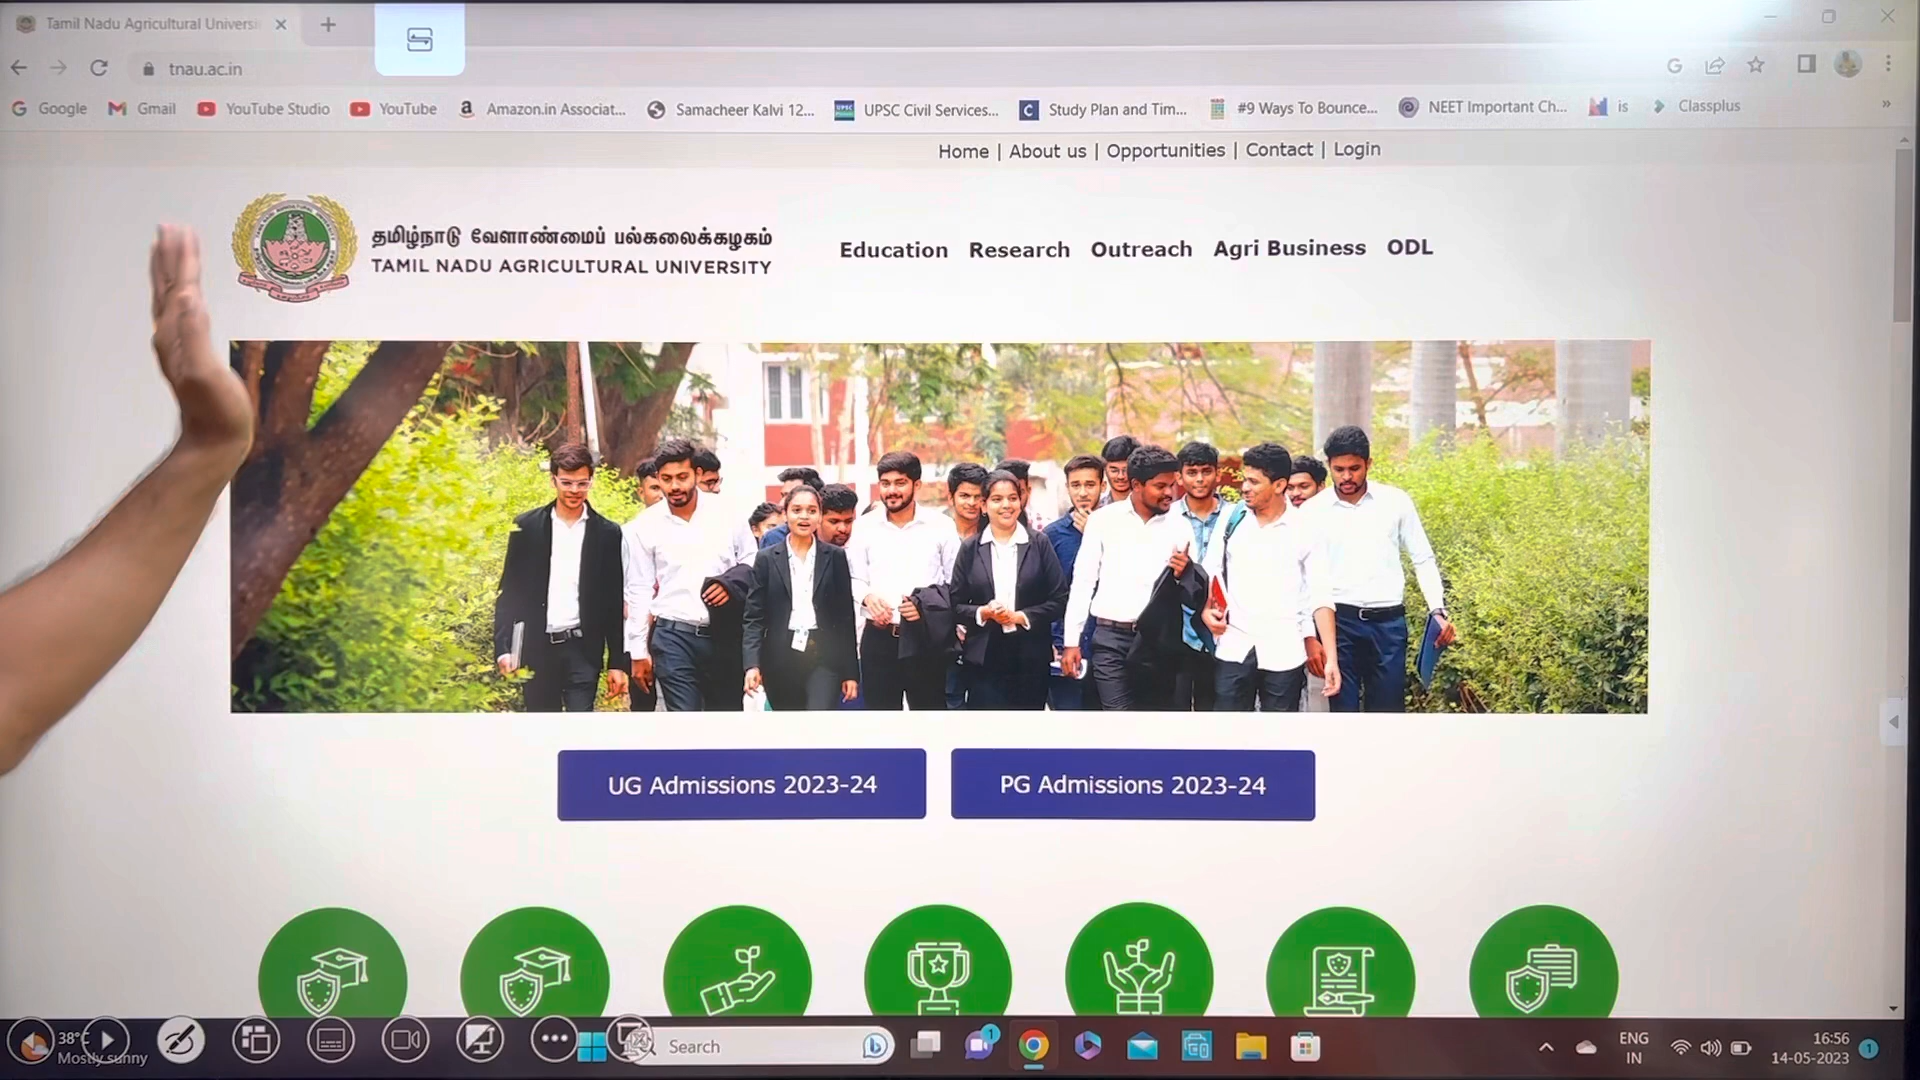 Tamil Nadu Agricultural Universi
tnau.ac.in
Google Gmail YouTube Studio YouTube Amazon.in Associat... Samacheer Kalvi 12... UPSC Civil Services... Study Plan and Tim... #9 Ways To Bounce... NEET Important Ch... is Classplus
Home | About us | Opportunities | Contact | Login
தமிழ்நாடு வேளாண்மைப் பல்கலைக்கழகம்
TAMIL NADU AGRICULTURAL UNIVERSITY
Education Research Outreach Agri Business ODL
UG Admissions 2023-24 PG Admissions 2023-24
38°C
Mostly sunny
Search
1
ENG
IN
16:56
14-05-2023
1